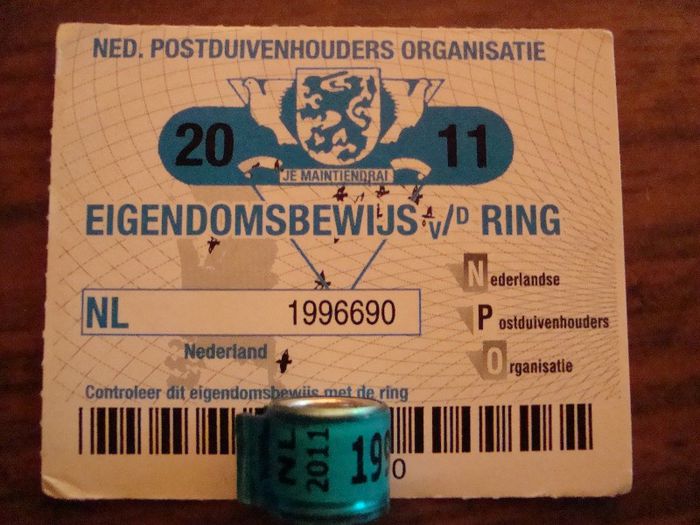 NED. POSTDUIVENHOUDERS ORGANISATIE
20 11
JE MAINTIENDRAI
EIGENDOMSBEWIJS v/D RING
NL 1996690
Nederland
Nederlandse
Postduivenhouders
Organisatie
Controleer dit eigendomsbewijs met de ring
0
NL
2011
199